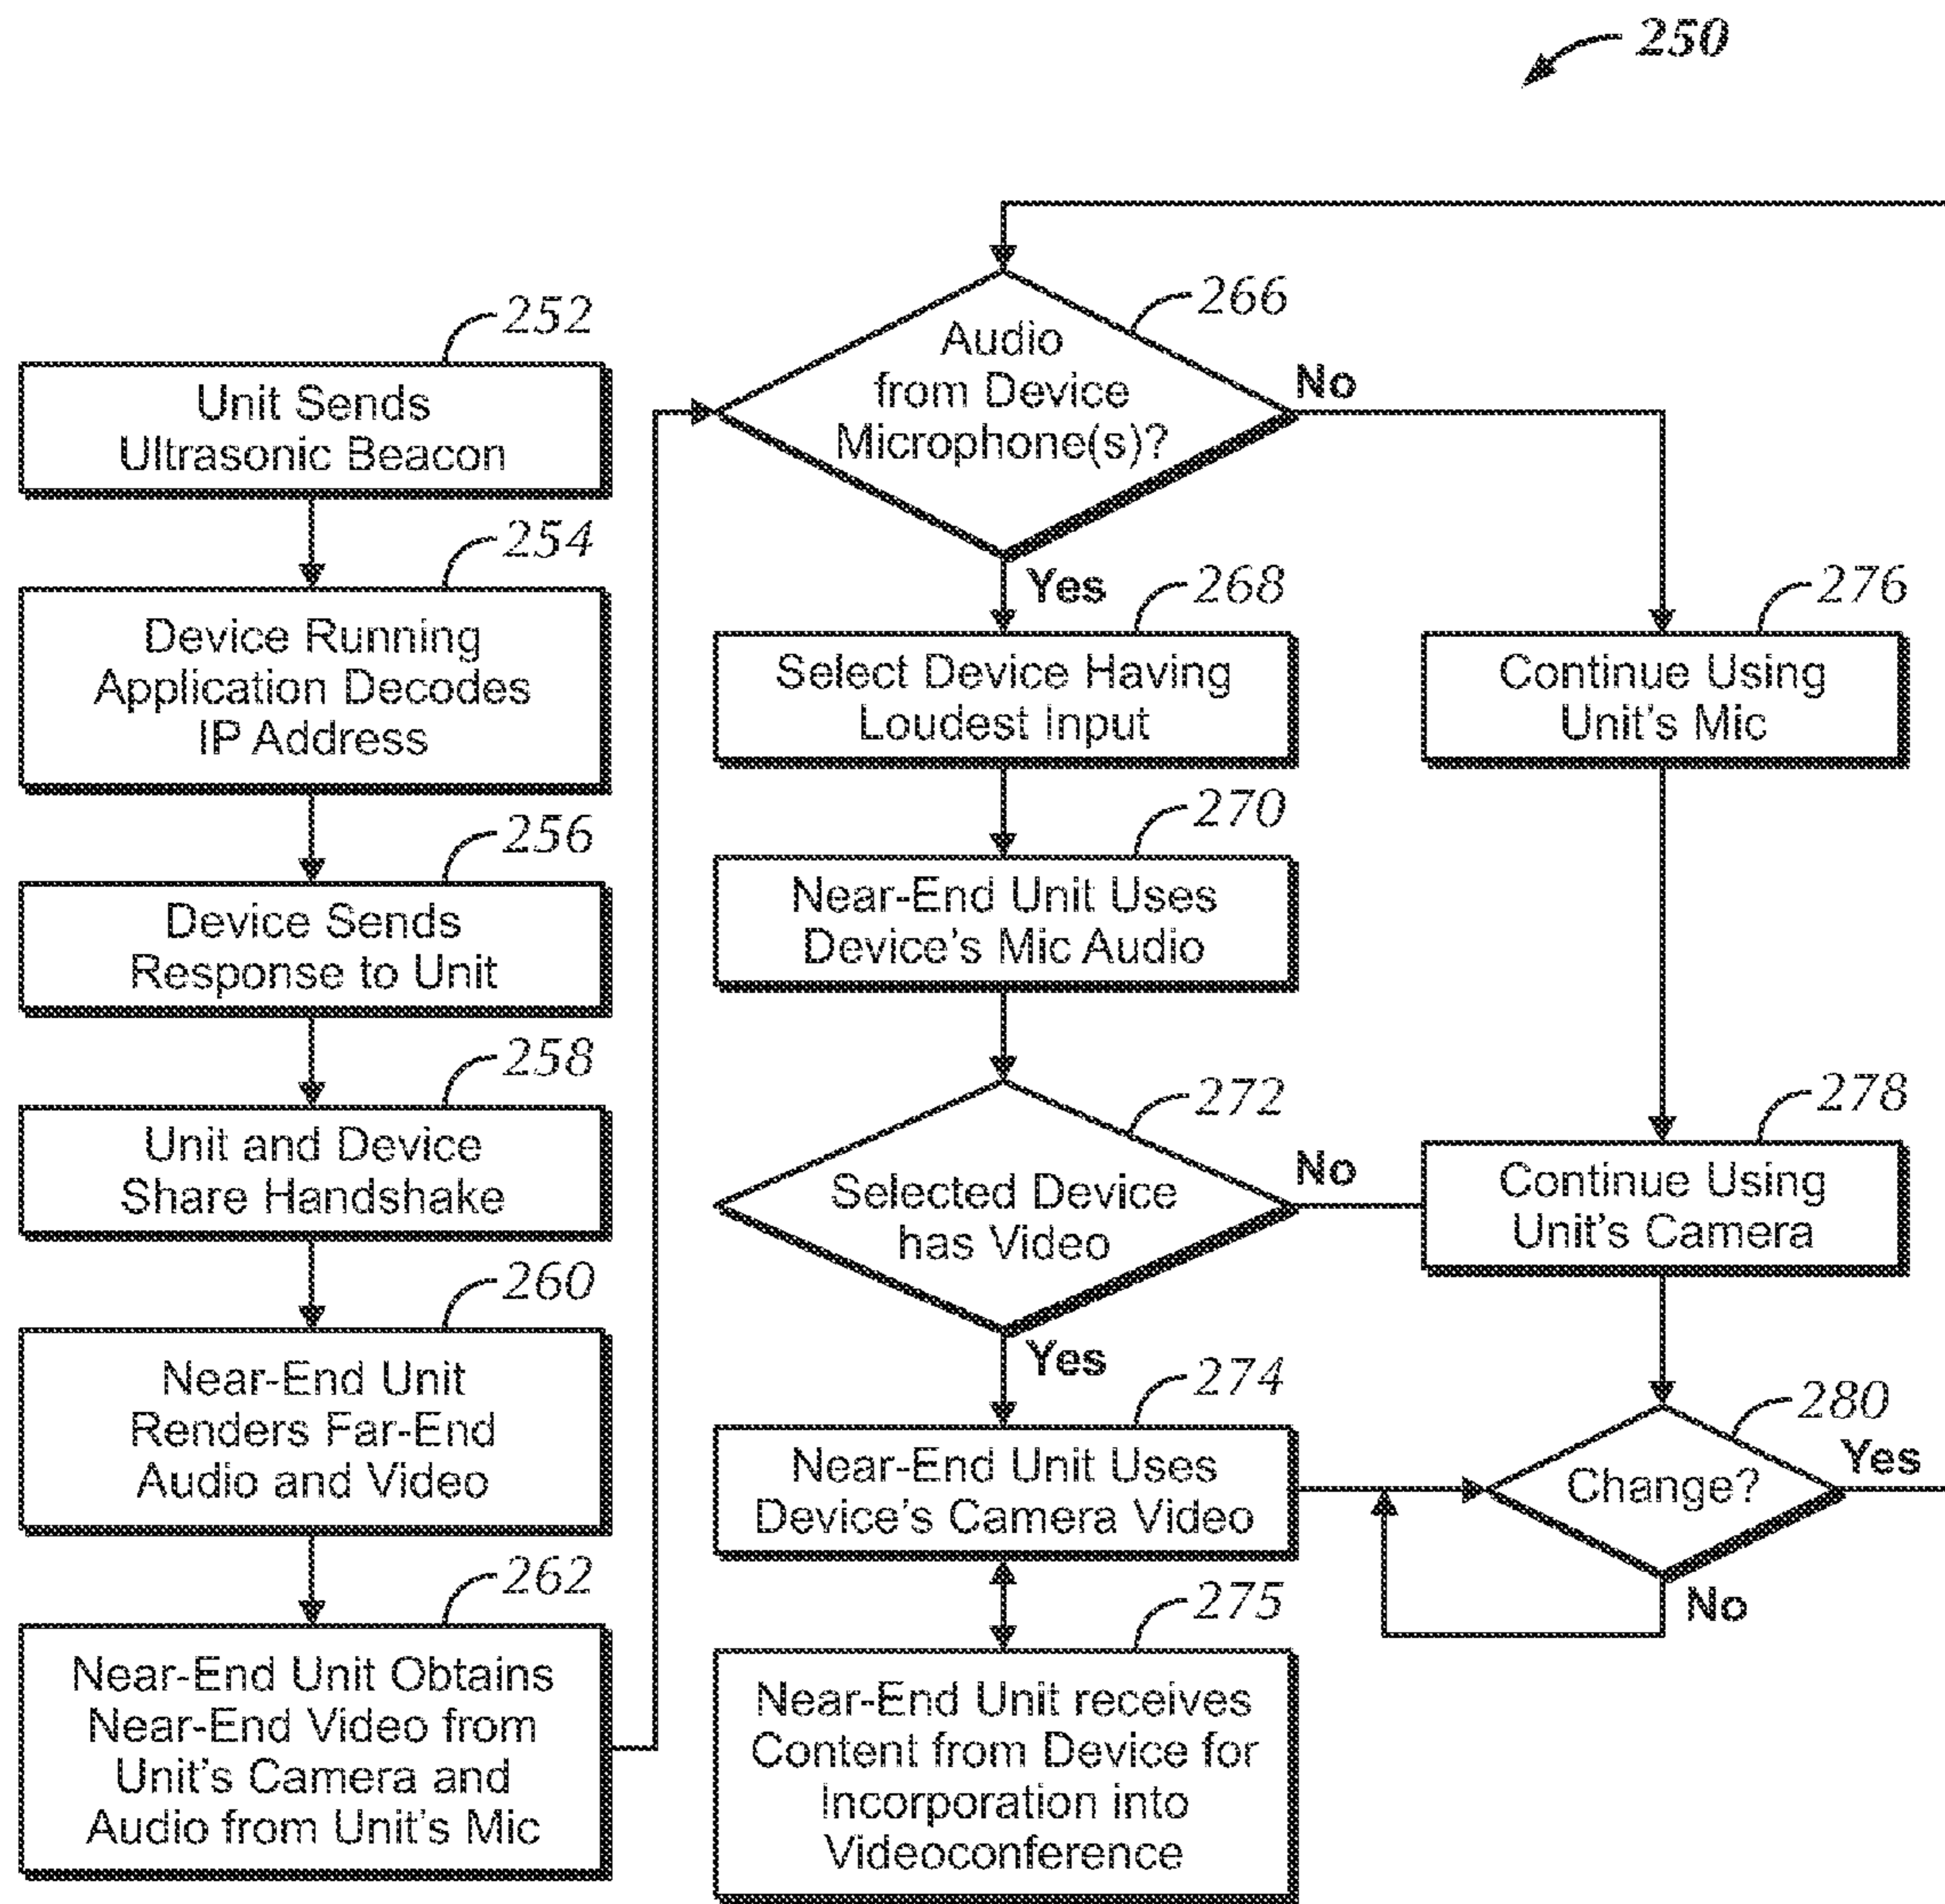 250
252
Unit Sends
Ultrasonic Beacon
254
Device Running
Application Decodes
IP Address
256
Device Sends
Response to Unit
258
Unit and Device
Share Handshake
260
Near-End Unit
Renders Far-End
Audio and Video
262
Near-End Unit Obtains
Near-End Video from
Unit's Camera and
Audio from Unit's Mic
266
Audio
from Device
Microphone(s)?
No
Yes
268
Select Device Having
Loudest Input
270
Near-End Unit Uses
Device's Mic Audio
272
Selected Device
has Video
No
Yes
274
Near-End Unit Uses
Device's Camera Video
275
Near-End Unit receives
Content from Device for
Incorporation into
Videoconference
276
Continue Using
Unit's Mic
278
Continue Using
Unit's Camera
280
Change?
Yes
No